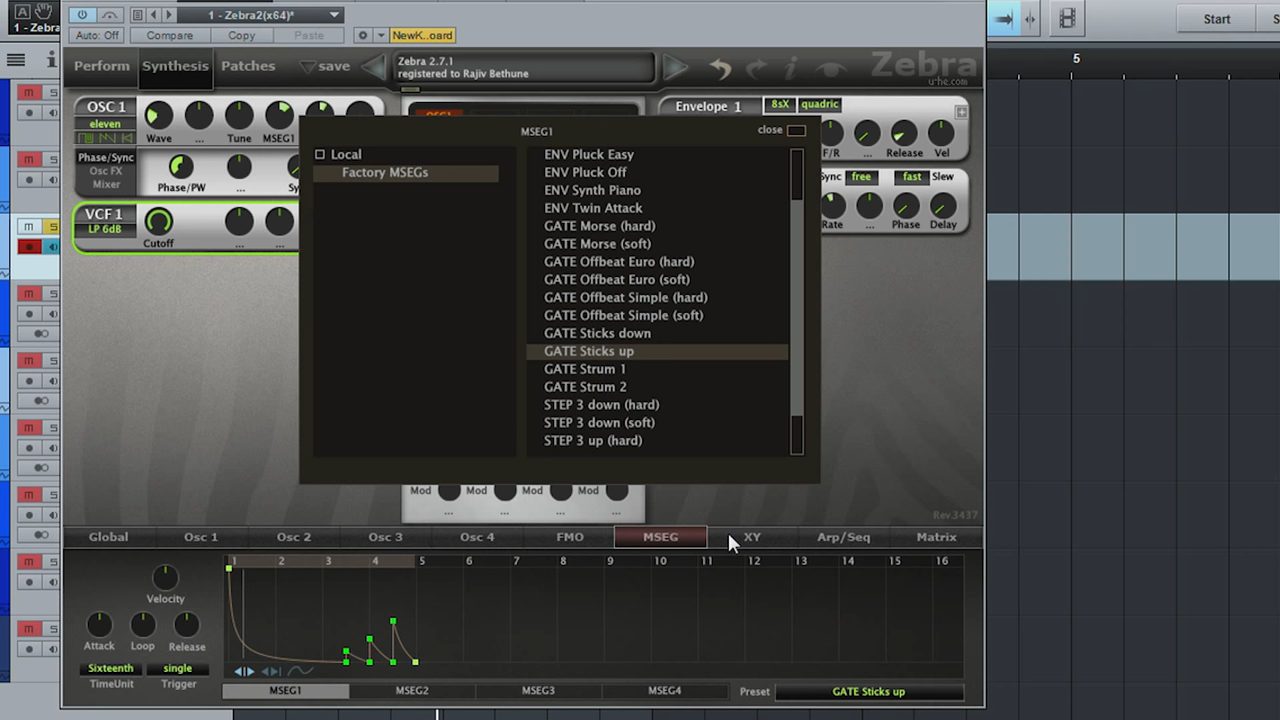 A
1 - Zebra2(x64)*
Start
S
1 - Zebra
Auto: Off
Compare
Copy
Paste
NewK..oard
5
Perform
Synthesis
Patches
save
Zebra 2.7.1
registered to Rajiv Bethune
Zebra
u-he.com
OSC 1
eleven
Wave
...
Tune
MSEG1
Envelope 1
8sX
quadric
F/R
...
Release
Vel
Phase/Sync
Osc FX
Mixer
Phase/PW
...
Sy
VCF 1
LP 6dB
Cutoff
...
...
Sync
free
fast
Slew
Rate
...
Phase
Delay
MSEG1
close
Local
Factory MSEGs
ENV Pluck Easy
ENV Pluck Off
ENV Synth Piano
ENV Twin Attack
GATE Morse (hard)
GATE Morse (soft)
GATE Offbeat Euro (hard)
GATE Offbeat Euro (soft)
GATE Offbeat Simple (hard)
GATE Offbeat Simple (soft)
GATE Sticks down
GATE Sticks up
GATE Strum 1
GATE Strum 2
STEP 3 down (hard)
STEP 3 down (soft)
STEP 3 up (hard)
Mod
Mod
Mod
Mod
...
...
...
...
Rev.3437
Global
Osc 1
Osc 2
Osc 3
Osc 4
FMO
MSEG
XY
Arp/Seq
Matrix
1 2 3 4 5 6 7 8 9 10 11 12 13 14 15 16
Velocity
Attack
Loop
Release
Sixteenth
single
TimeUnit
Trigger
MSEG1
MSEG2
MSEG3
MSEG4
Preset
GATE Sticks up